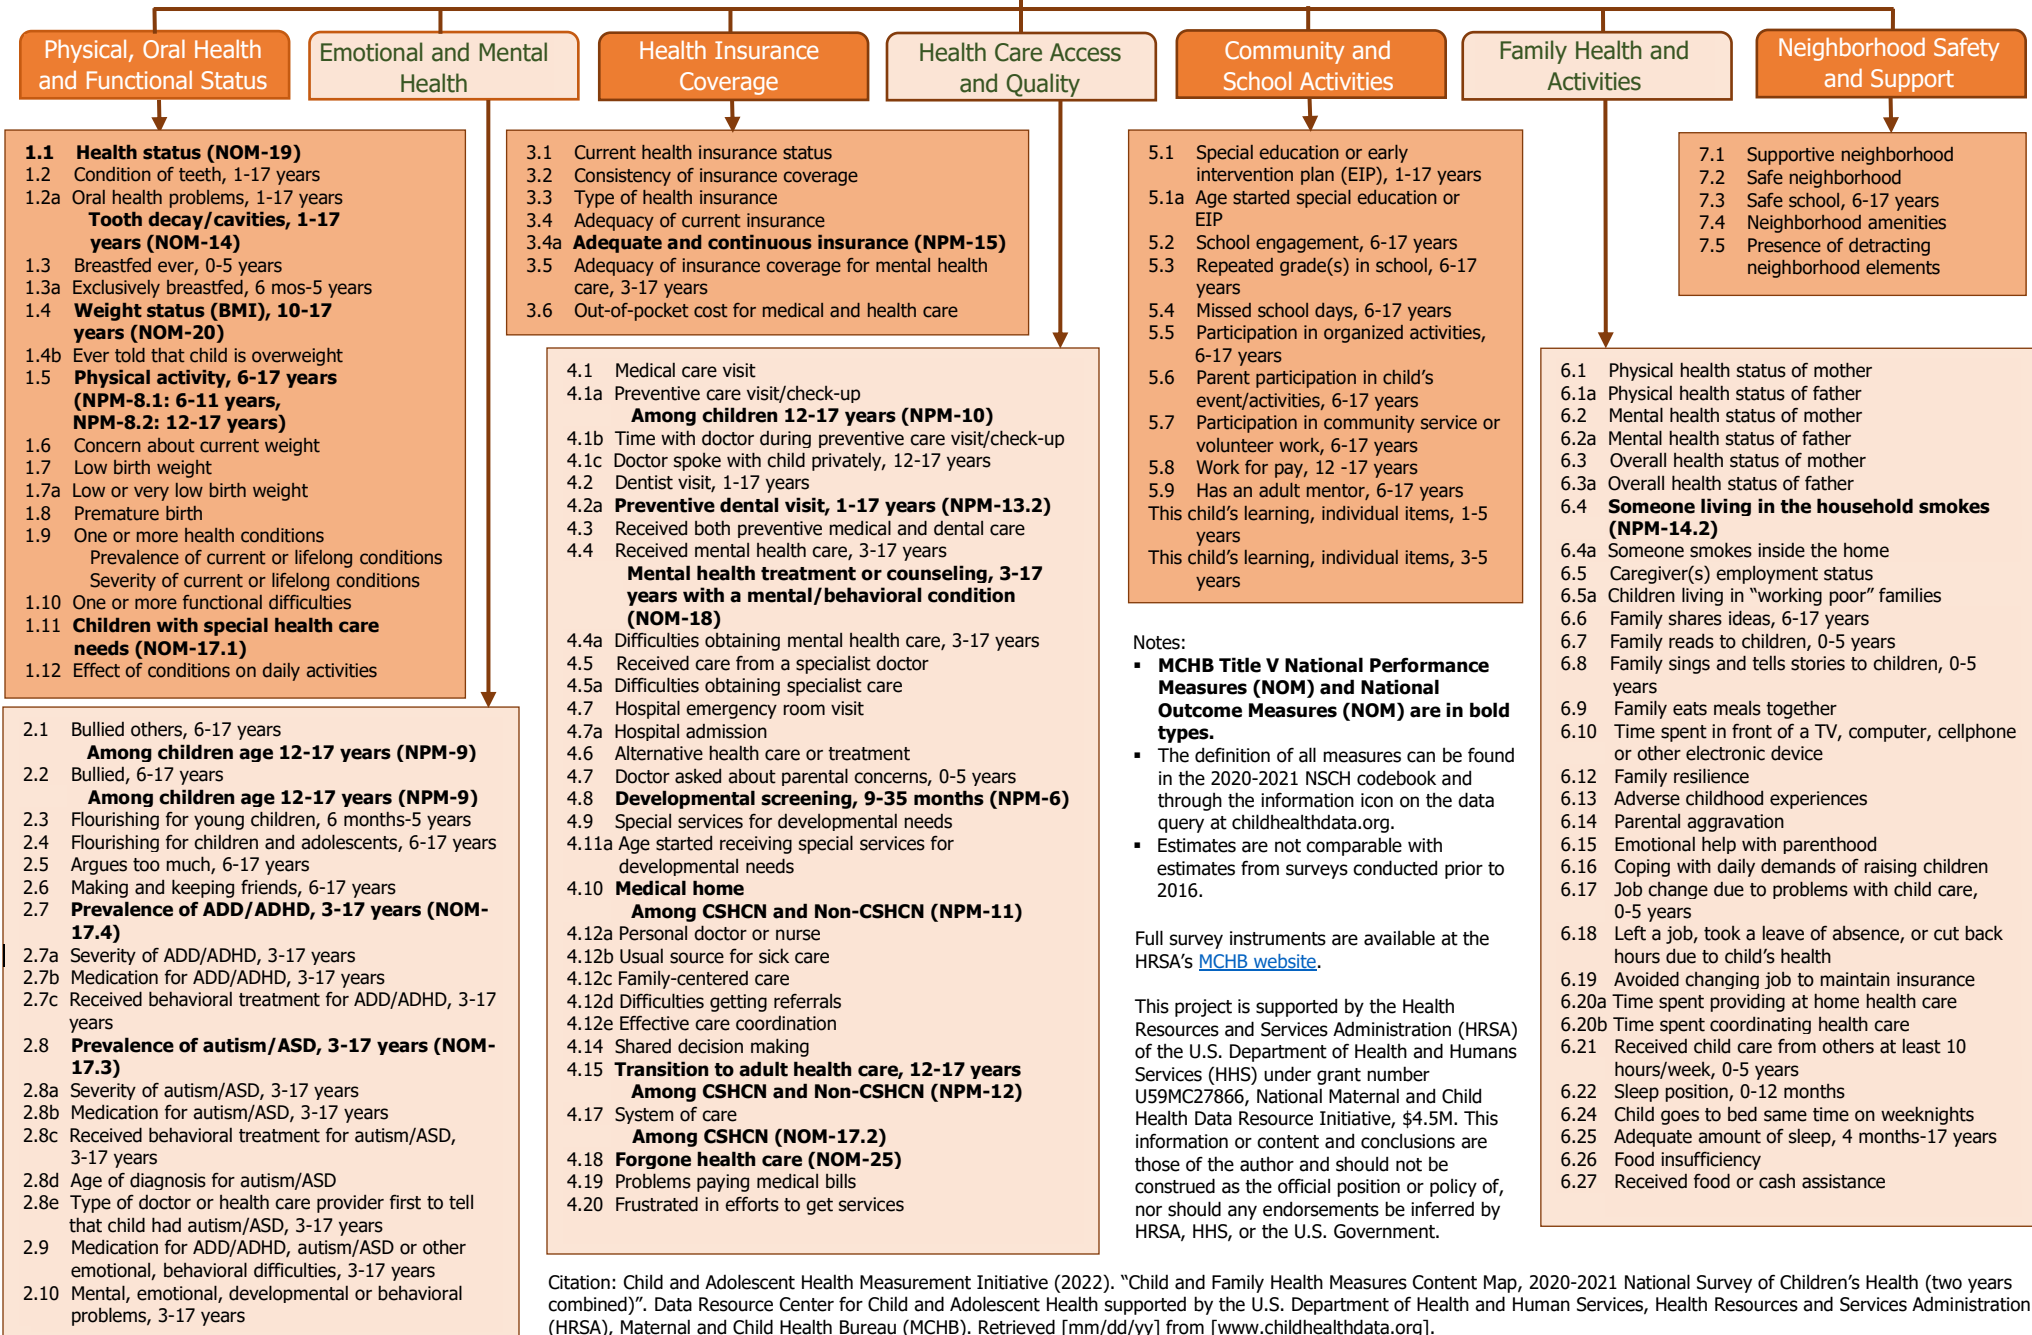 Physical, Oral Health
and Functional Status
Emotional and Mental
Health
Health Insurance
Coverage
Health Care Access
and Quality
Community and
School Activities
Family Health and
Activities
Neighborhood Safety
and Support
1.1 Health status (NOM-19)
1.2 Condition of teeth, 1-17 years
1.2a Oral health problems, 1-17 years
Tooth decay/cavities, 1-17
years (NOM-14)
1.3 Breastfed ever, 0-5 years
1.3a Exclusively breastfed, 6 mos-5 years
1.4 Weight status (BMI), 10-17
years (NOM-20)
1.4b Ever told that child is overweight
1.5 Physical activity, 6-17 years
(NPM-8.1: 6-11 years,
NPM-8.2: 12-17 years)
1.6 Concern about current weight
1.7 Low birth weight
1.7a Low or very low birth weight
1.8 Premature birth
1.9 One or more health conditions
Prevalence of current or lifelong conditions
Severity of current or lifelong conditions
1.10 One or more functional difficulties
1.11 Children with special health care
needs (NOM-17.1)
1.12 Effect of conditions on daily activities
2.1 Bullied others, 6-17 years
Among children age 12-17 years (NPM-9)
2.2 Bullied, 6-17 years
Among children age 12-17 years (NPM-9)
2.3 Flourishing for young children, 6 months-5 years
2.4 Flourishing for children and adolescents, 6-17 years
2.5 Argues too much, 6-17 years
2.6 Making and keeping friends, 6-17 years
2.7 Prevalence of ADD/ADHD, 3-17 years (NOM-
17.4)
2.7a Severity of ADD/ADHD, 3-17 years
2.7b Medication for ADD/ADHD, 3-17 years
2.7c Received behavioral treatment for ADD/ADHD, 3-17
years
2.8 Prevalence of autism/ASD, 3-17 years (NOM-
17.3)
2.8a Severity of autism/ASD, 3-17 years
2.8b Medication for autism/ASD, 3-17 years
2.8c Received behavioral treatment for autism/ASD,
3-17 years
2.8d Age of diagnosis for autism/ASD
2.8e Type of doctor or health care provider first to tell
that child had autism/ASD, 3-17 years
2.9 Medication for ADD/ADHD, autism/ASD or other
emotional, behavioral difficulties, 3-17 years
2.10 Mental, emotional, developmental or behavioral
problems, 3-17 years
3.1 Current health insurance status
3.2 Consistency of insurance coverage
3.3 Type of health insurance
3.4 Adequacy of current insurance
3.4a Adequate and continuous insurance (NPM-15)
3.5 Adequacy of insurance coverage for mental health
care, 3-17 years
3.6 Out-of-pocket cost for medical and health care
4.1 Medical care visit
4.1a Preventive care visit/check-up
Among children 12-17 years (NPM-10)
4.1b Time with doctor during preventive care visit/check-up
4.1c Doctor spoke with child privately, 12-17 years
4.2 Dentist visit, 1-17 years
4.2a Preventive dental visit, 1-17 years (NPM-13.2)
4.3 Received both preventive medical and dental care
4.4 Received mental health care, 3-17 years
Mental health treatment or counseling, 3-17
years with a mental/behavioral condition
(NOM-18)
4.4a Difficulties obtaining mental health care, 3-17 years
4.5 Received care from a specialist doctor
4.5a Difficulties obtaining specialist care
4.7 Hospital emergency room visit
4.7a Hospital admission
4.6 Alternative health care or treatment
4.7 Doctor asked about parental concerns, 0-5 years
4.8 Developmental screening, 9-35 months (NPM-6)
4.9 Special services for developmental needs
4.11a Age started receiving special services for
developmental needs
4.10 Medical home
Among CSHCN and Non-CSHCN (NPM-11)
4.12a Personal doctor or nurse
4.12b Usual source for sick care
4.12c Family-centered care
4.12d Difficulties getting referrals
4.12e Effective care coordination
4.14 Shared decision making
4.15 Transition to adult health care, 12-17 years
Among CSHCN and Non-CSHCN (NPM-12)
4.17 System of care
Among CSHCN (NOM-17.2)
4.18 Forgone health care (NOM-25)
4.19 Problems paying medical bills
4.20 Frustrated in efforts to get services
5.1 Special education or early
intervention plan (EIP), 1-17 years
5.1a Age started special education or
EIP
5.2 School engagement, 6-17 years
5.3 Repeated grade(s) in school, 6-17
years
5.4 Missed school days, 6-17 years
5.5 Participation in organized activities,
6-17 years
5.6 Parent participation in child's
event/activities, 6-17 years
5.7 Participation in community service or
volunteer work, 6-17 years
5.8 Work for pay, 12 -17 years
5.9 Has an adult mentor, 6-17 years
This child's learning, individual items, 1-5
years
This child's learning, individual items, 3-5
years
Notes:
▪ MCHB Title V National Performance
Measures (NOM) and National
Outcome Measures (NOM) are in bold
types.
▪ The definition of all measures can be found
in the 2020-2021 NSCH codebook and
through the information icon on the data
query at childhealthdata.org.
▪ Estimates are not comparable with
estimates from surveys conducted prior to
2016.
Full survey instruments are available at the
HRSA's MCHB website.
This project is supported by the Health
Resources and Services Administration (HRSA)
of the U.S. Department of Health and Humans
Services (HHS) under grant number
U59MC27866, National Maternal and Child
Health Data Resource Initiative, $4.5M. This
information or content and conclusions are
those of the author and should not be
construed as the official position or policy of,
nor should any endorsements be inferred by
HRSA, HHS, or the U.S. Government.
6.1 Physical health status of mother
6.1a Physical health status of father
6.2 Mental health status of mother
6.2a Mental health status of father
6.3 Overall health status of mother
6.3a Overall health status of father
6.4 Someone living in the household smokes
(NPM-14.2)
6.4a Someone smokes inside the home
6.5 Caregiver(s) employment status
6.5a Children living in "working poor" families
6.6 Family shares ideas, 6-17 years
6.7 Family reads to children, 0-5 years
6.8 Family sings and tells stories to children, 0-5
years
6.9 Family eats meals together
6.10 Time spent in front of a TV, computer, cellphone
or other electronic device
6.12 Family resilience
6.13 Adverse childhood experiences
6.14 Parental aggravation
6.15 Emotional help with parenthood
6.16 Coping with daily demands of raising children
6.17 Job change due to problems with child care,
0-5 years
6.18 Left a job, took a leave of absence, or cut back
hours due to child's health
6.19 Avoided changing job to maintain insurance
6.20a Time spent providing at home health care
6.20b Time spent coordinating health care
6.21 Received child care from others at least 10
hours/week, 0-5 years
6.22 Sleep position, 0-12 months
6.24 Child goes to bed same time on weeknights
6.25 Adequate amount of sleep, 4 months-17 years
6.26 Food insufficiency
6.27 Received food or cash assistance
7.1 Supportive neighborhood
7.2 Safe neighborhood
7.3 Safe school, 6-17 years
7.4 Neighborhood amenities
7.5 Presence of detracting
neighborhood elements
Citation: Child and Adolescent Health Measurement Initiative (2022). "Child and Family Health Measures Content Map, 2020-2021 National Survey of Children's Health (two years
combined)". Data Resource Center for Child and Adolescent Health supported by the U.S. Department of Health and Human Services, Health Resources and Services Administration
(HRSA), Maternal and Child Health Bureau (MCHB). Retrieved [mm/dd/yy] from [www.childhealthdata.org].